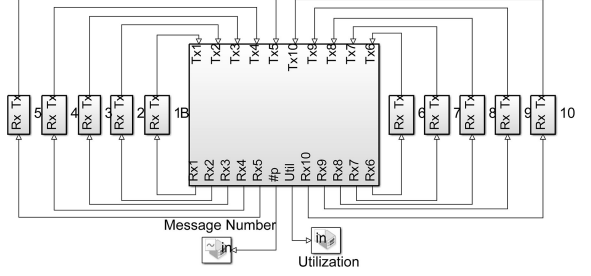 Tx1 Tx2 Tx3 Tx4 Tx5 Tx10 Tx9 Tx8 Tx7 Tx6
Rx Tx 5 Rx Tx 4 Rx Tx 3 Rx Tx 2 Rx Tx 1B
Rx Tx 6 Rx Tx 7 Rx Tx 8 Rx Tx 9 Rx Tx 10
Rx1 Rx2 Rx3 Rx4 Rx5 #p Util Rx10 Rx9 Rx8 Rx7 Rx6
Message Number
in
in
Utilization